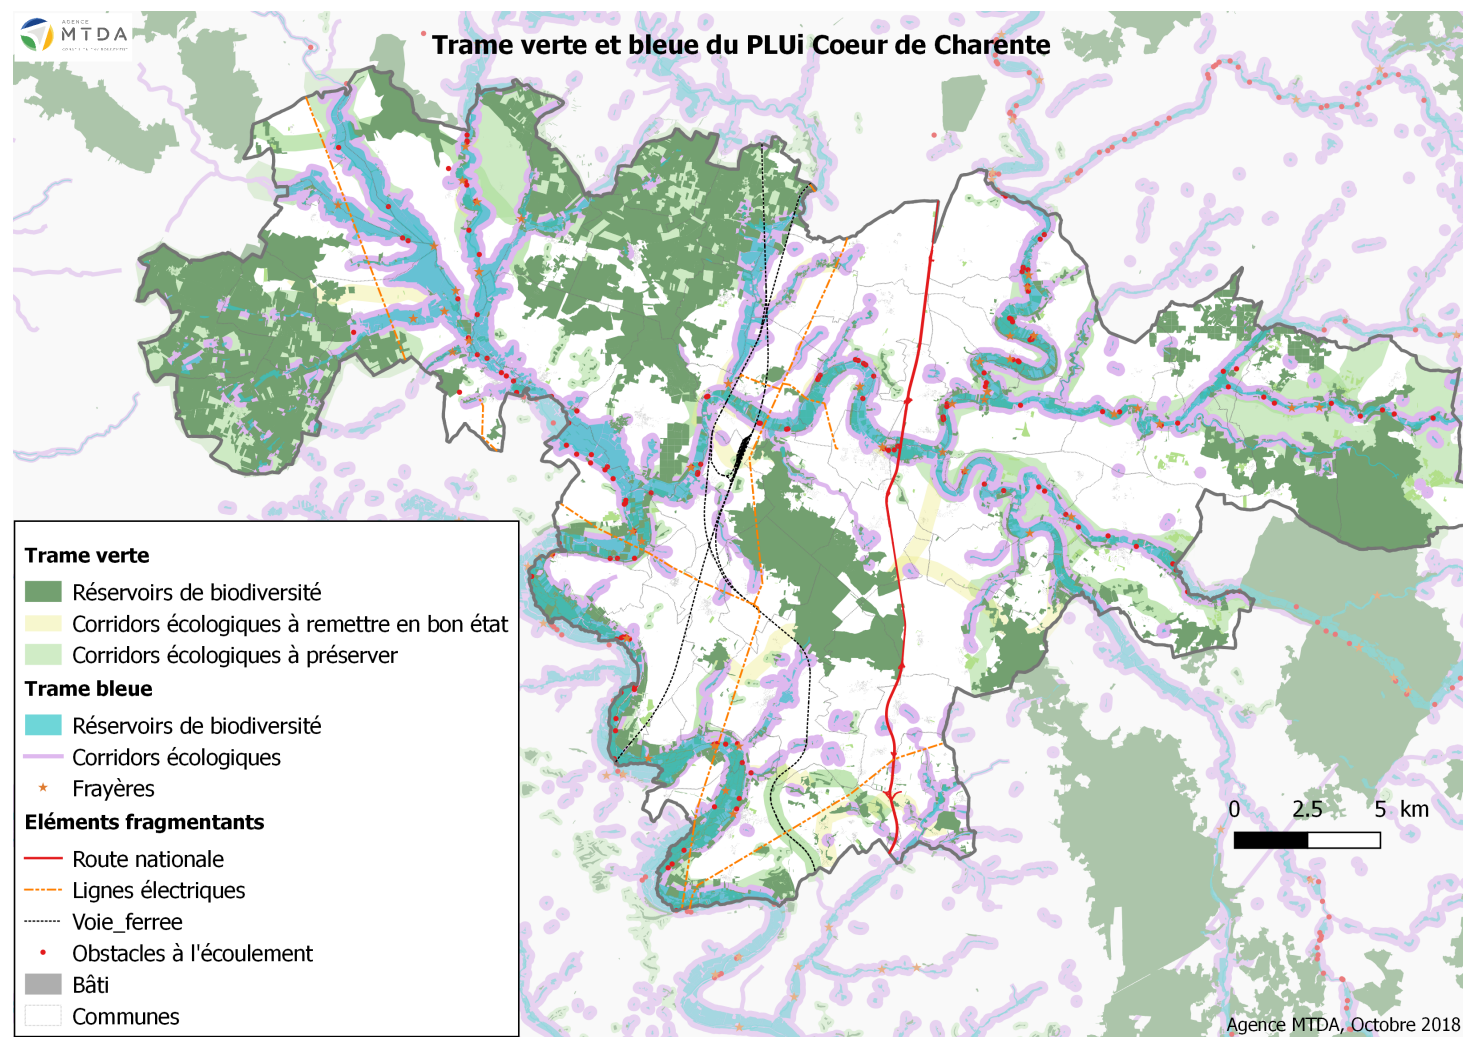 AGENCE
MTDA
Trame verte et bleue du PLUi Coeur de Charente
Trame verte
Réservoirs de biodiversité
Corridors écologiques à remettre en bon état
Corridors écologiques à préserver
Trame bleue
Réservoirs de biodiversité
Corridors écologiques
Frayères
Eléments fragmentants
Route nationale
Lignes électriques
Voie_ferree
Obstacles à l'écoulement
Bâti
Communes
0 2.5 5 km
Agence MTDA, Octobre 2018